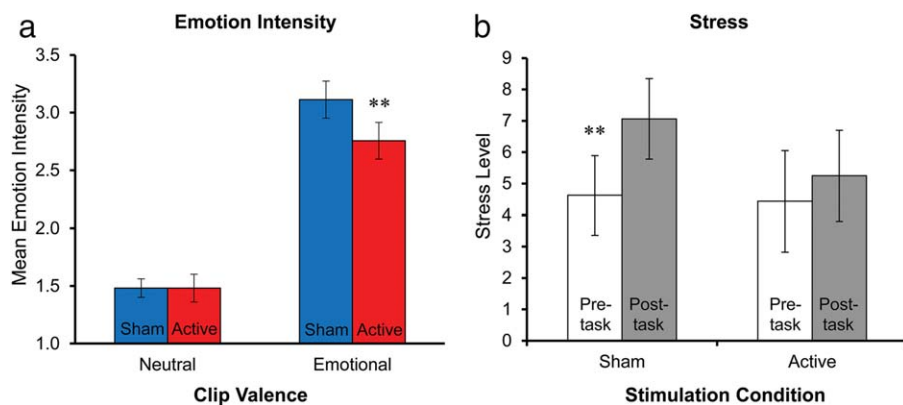 a
Emotion Intensity
Mean Emotion Intensity
3.5
3.0
2.5
2.0
1.5
1.0
**
Sham
Active
Sham
Active
Neutral
Emotional
Clip Valence
b
Stress
Stress Level
9
8
7
6
5
4
3
2
1
0
**
Pre-
task
Post-
task
Pre-
task
Post-
task
Sham
Active
Stimulation Condition